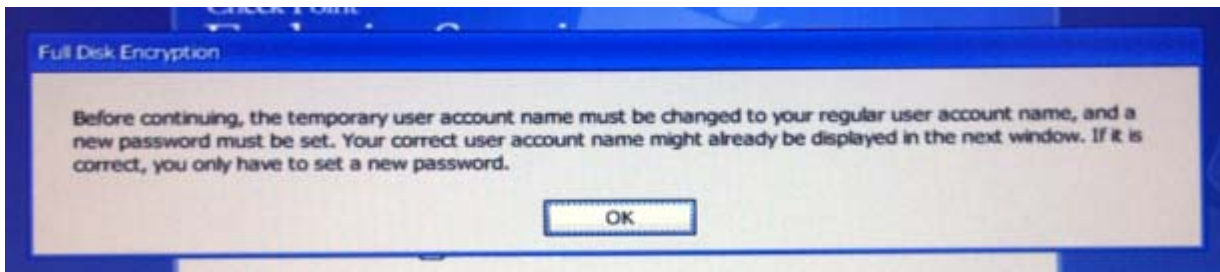 Check Point
Full Disk Encryption
Before continuing, the temporary user account name must be changed to your regular user account name, and a
new password must be set. Your correct user account name might already be displayed in the next window. If it is
correct, you only have to set a new password.
OK